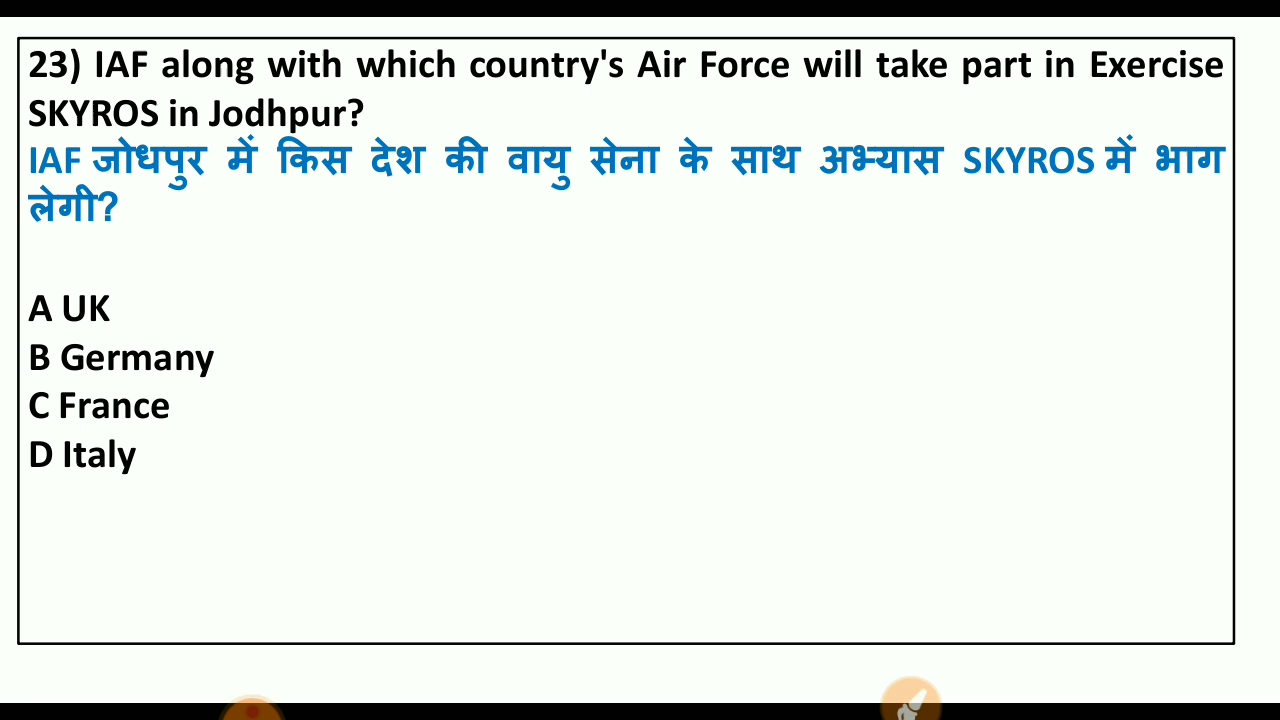 23) IAF along with which country's Air Force will take part in Exercise
SKYROS in Jodhpur?
IAF जोधपुर में किस देश की वायु सेना के साथ अभ्यास SKYROS में भाग
लेगी?
A UK
B Germany
C France
D Italy